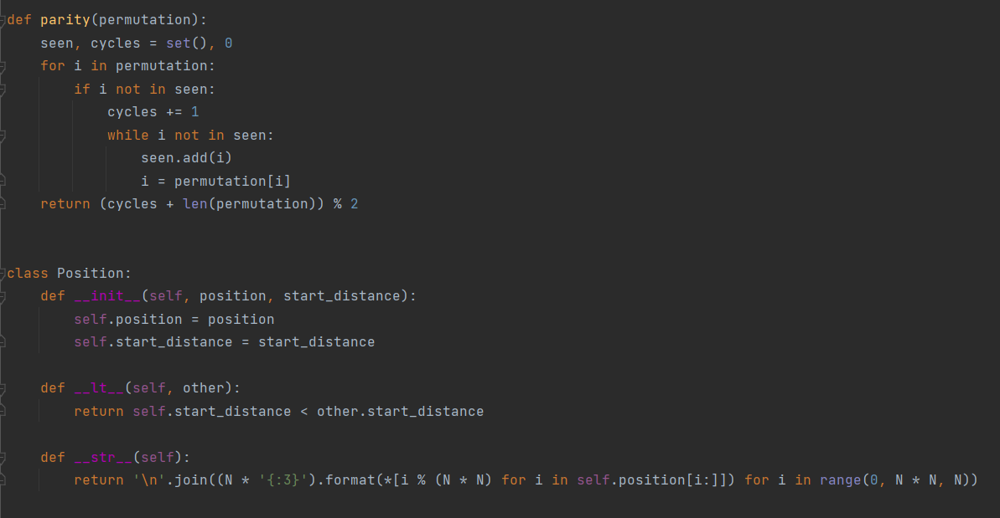 def parity(permutation):
    seen, cycles = set(), 0
    for i in permutation:
        if i not in seen:
            cycles += 1
            while i not in seen:
                seen.add(i)
                i = permutation[i]
    return (cycles + len(permutation)) % 2
class Position:
    def __init__(self, position, start_distance):
        self.position = position
        self.start_distance = start_distance
    def __lt__(self, other):
        return self.start_distance < other.start_distance
    def __str__(self):
        return '\n'.join((N * '{:3}').format(*[i % (N * N) for i in self.position[i:]]) for i in range(0, N * N, N))